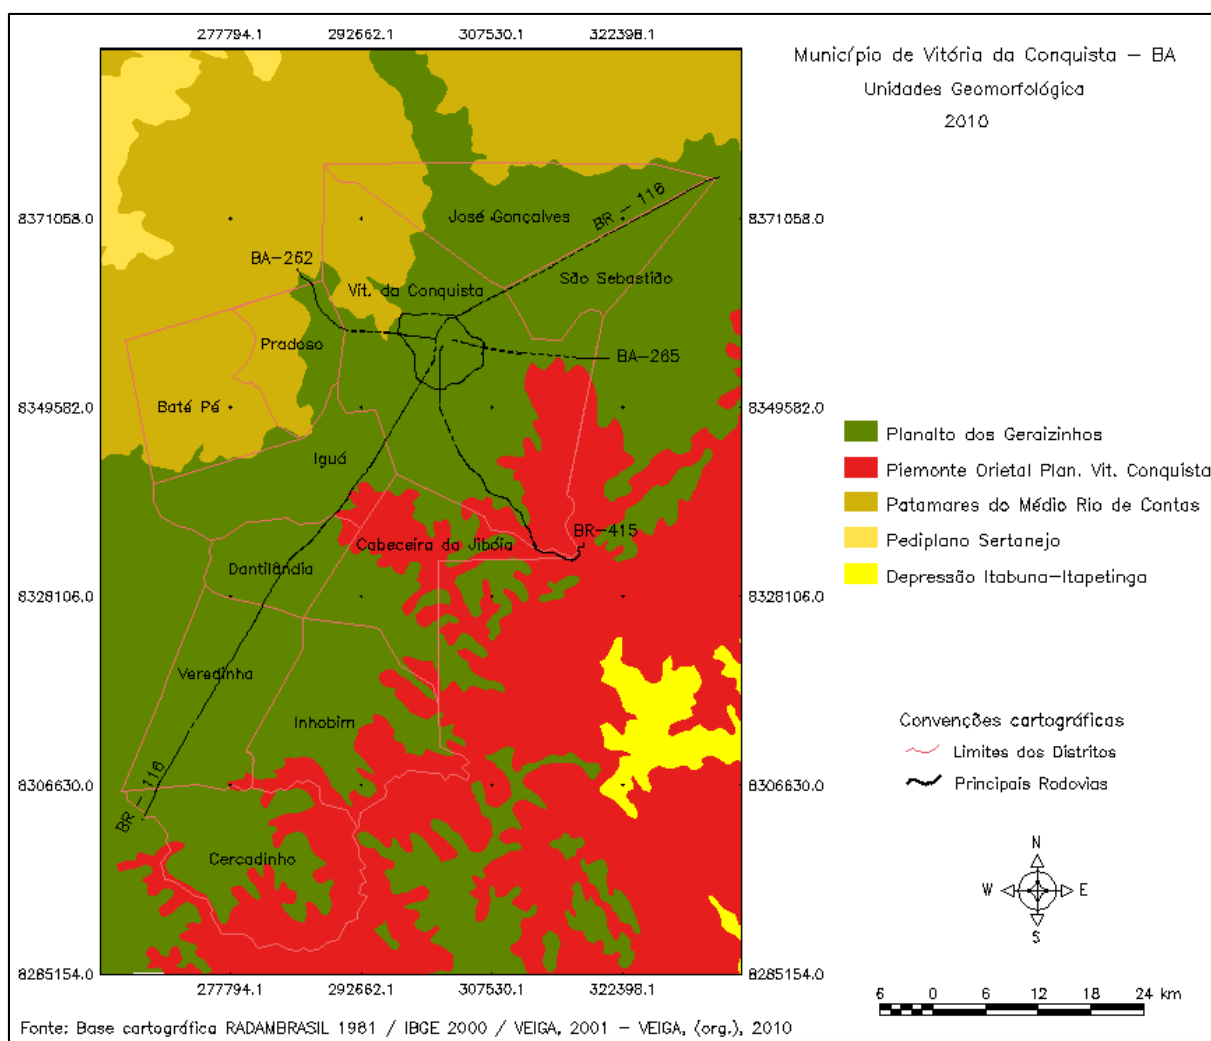 277794.1 292662.1 307530.1 322398.1
Município de Vitória da Conquista – BA
Unidades Geomorfológica
2010
8371058.0
8371058.0
José Gonçalves
BR – 116
BA-262
São Sebastião
Vit. da Conquista
Pradoso
BA-265
Baté Pé
8349582.0
8349582.0
Iguá
BR-415
Cabeceira da Jibóia
Dantilândia
8328106.0
8328106.0
Veredinha
Inhobim
8306630.0
8306630.0
BR – 116
Cercadinho
8285154.0
8285154.0
277794.1 292662.1 307530.1 322398.1
Planalto dos Geraizinhos
Piemonte Orietal Plan. Vit. Conquista
Patamares do Médio Rio de Contas
Pediplano Sertanejo
Depressão Itabuna-Itapetinga
Convenções cartográficas
Limites dos Distritos
Principais Rodovias
N
W E
S
6 0 6 12 18 24 km
Fonte: Base cartográfica RADAMBRASIL 1981 / IBGE 2000 / VEIGA, 2001 – VEIGA, (org.), 2010